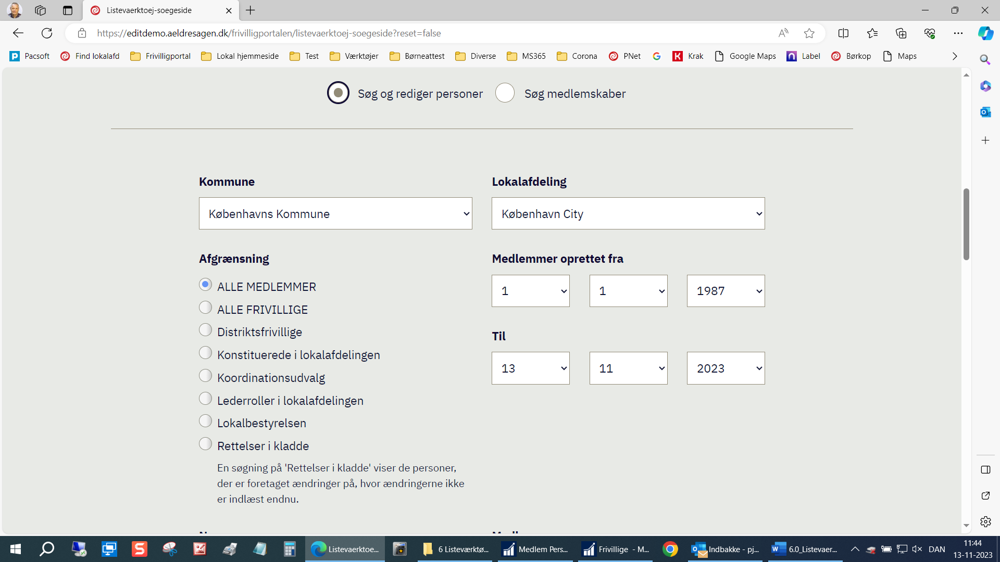 Listevaerktoej-soegeside
https://editdemo.aeldresagen.dk/frivilligportalen/listevaerktoej-soegeside?reset=false
Pacsoft Find lokalafd Frivilligportal Lokal hjemmeside Test Værktøjer Børneattest Diverse MS365 Corona PNet Krak Google Maps Label Børkop Maps
Søg og rediger personer Søg medlemskaber
Kommune Lokalafdeling
Københavns Kommune København City
Afgrænsning Medlemmer oprettet fra
ALLE MEDLEMMER 1 1 1987
ALLE FRIVILLIGE
Distriktsfrivillige Til
Konstituerede i lokalafdelingen 13 11 2023
Koordinationsudvalg
Lederroller i lokalafdelingen
Lokalbestyrelsen
Rettelser i kladde
En søgning på 'Rettelser i kladde' viser de personer,
der er foretaget ændringer på, hvor ændringerne ikke
er indlæst endnu.
Listevaerktoe... 6 Listeværktø... Medlem Pers... Frivillige - M... Indbakke - pj... 6.0_Listevaer... DAN 11:44
13-11-2023